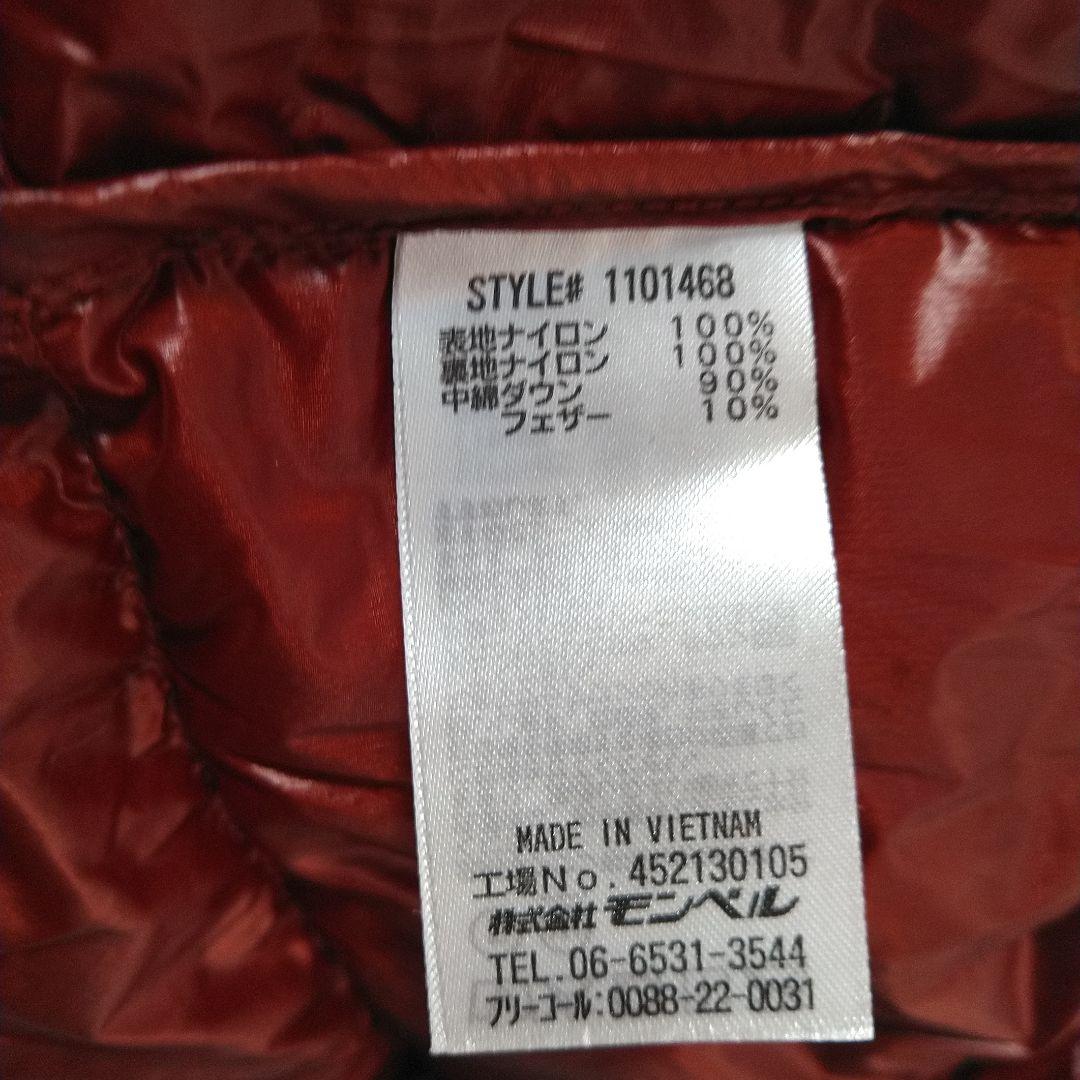 STYLE# 1101468
表地ナイロン 100%
裏地ナイロン 100%
中綿ダウン 90%
フェザー 10%
MADE IN VIETNAM
工場No.452130105
株式会社モンベル
TEL.06-6531-3544
フリーコール:0088-22-0031